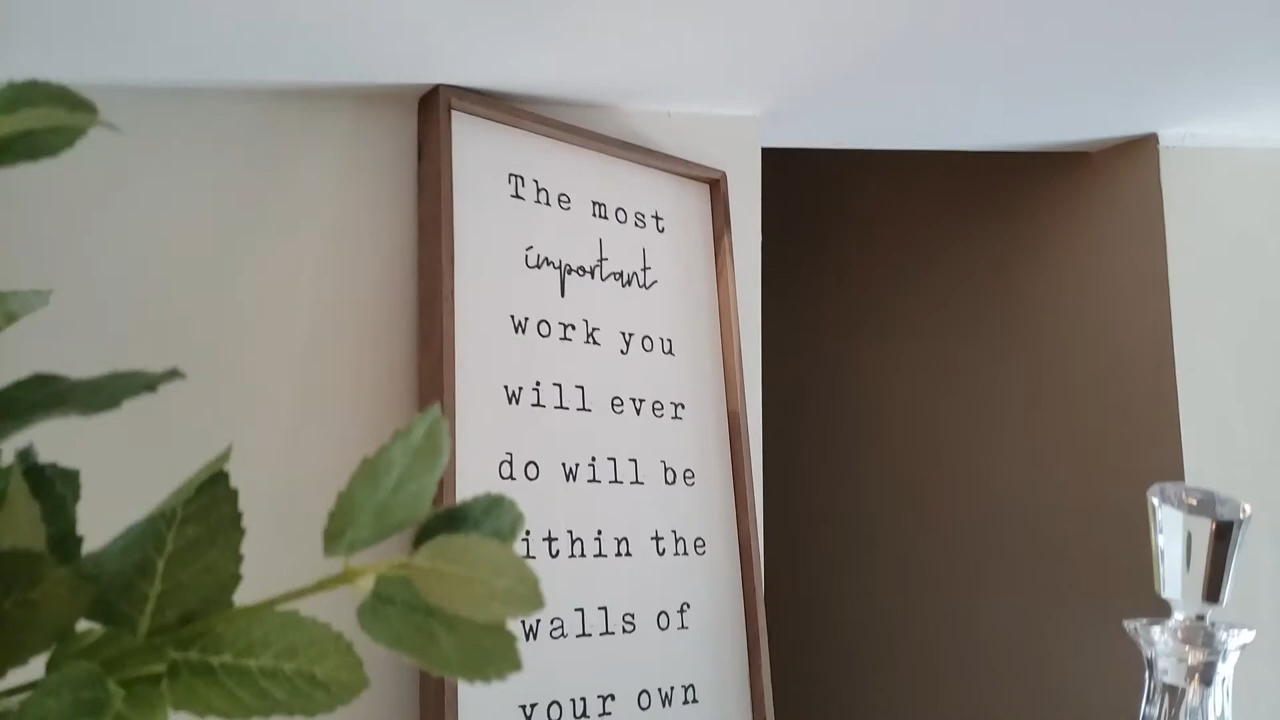 The most
important
work you
will ever
do will be
ithin the
walls of
your own